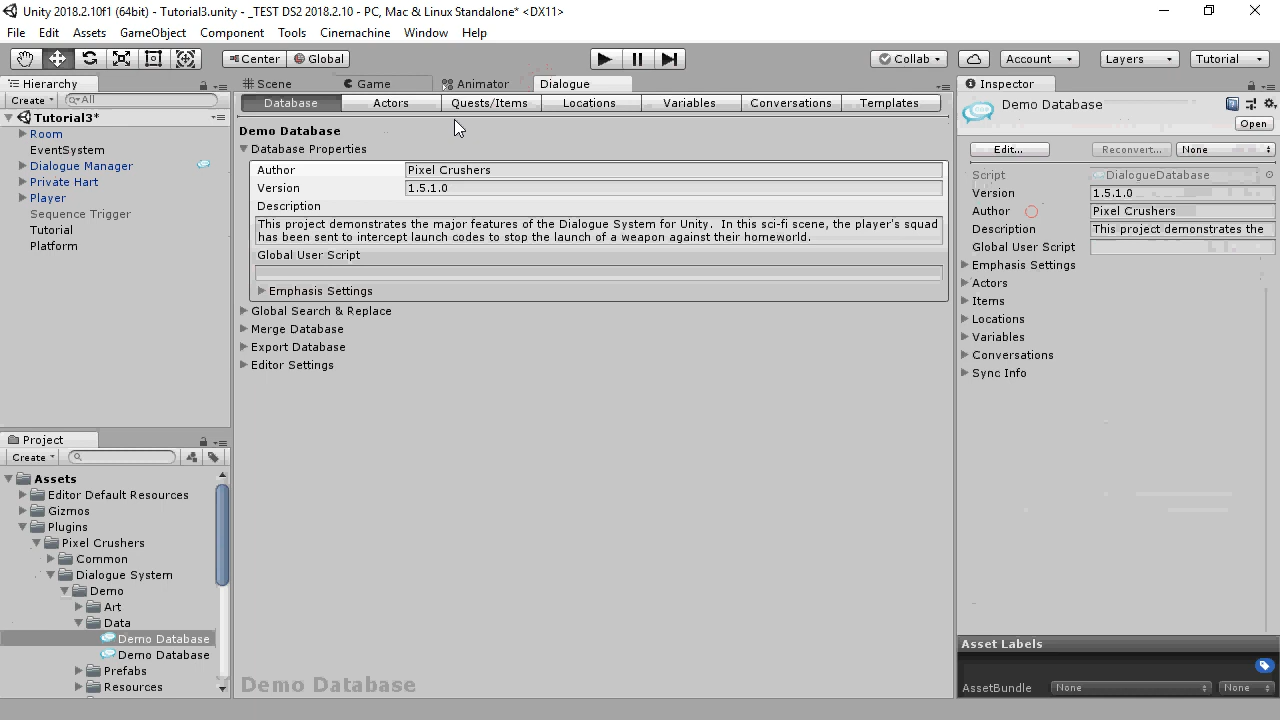 Unity 2018.2.10f1 (64bit) - Tutorial3.unity - _TEST DS2 2018.2.10 - PC, Mac & Linux Standalone* <DX11>
File Edit Assets GameObject Component Tools Cinemachine Window Help
Center Global Collab Account Layers Tutorial
Hierarchy
Create All
Tutorial3*
Room
EventSystem
Dialogue Manager
Private Hart
Player
Sequence Trigger
Tutorial
Platform
Project
Create
Assets
Editor Default Resources
Gizmos
Plugins
Pixel Crushers
Common
Dialogue System
Demo
Art
Data
Demo Database
Demo Database
Prefabs
Resources
Scene Game Animator Dialogue
Database Actors Quests/Items Locations Variables Conversations Templates
Demo Database
Database Properties
Author Pixel Crushers
Version 1.5.1.0
Description
This project demonstrates the major features of the Dialogue System for Unity. In this sci-fi scene, the player's squad
has been sent to intercept launch codes to stop the launch of a weapon against their homeworld.
Global User Script
Emphasis Settings
Global Search & Replace
Merge Database
Export Database
Editor Settings
Demo Database
Inspector
Demo Database
Open
Edit... Reconvert... None
Script DialogueDatabase
Version 1.5.1.0
Author Pixel Crushers
Description This project demonstrates the
Global User Script
Emphasis Settings
Actors
Items
Locations
Variables
Conversations
Sync Info
Asset Labels
AssetBundle None None